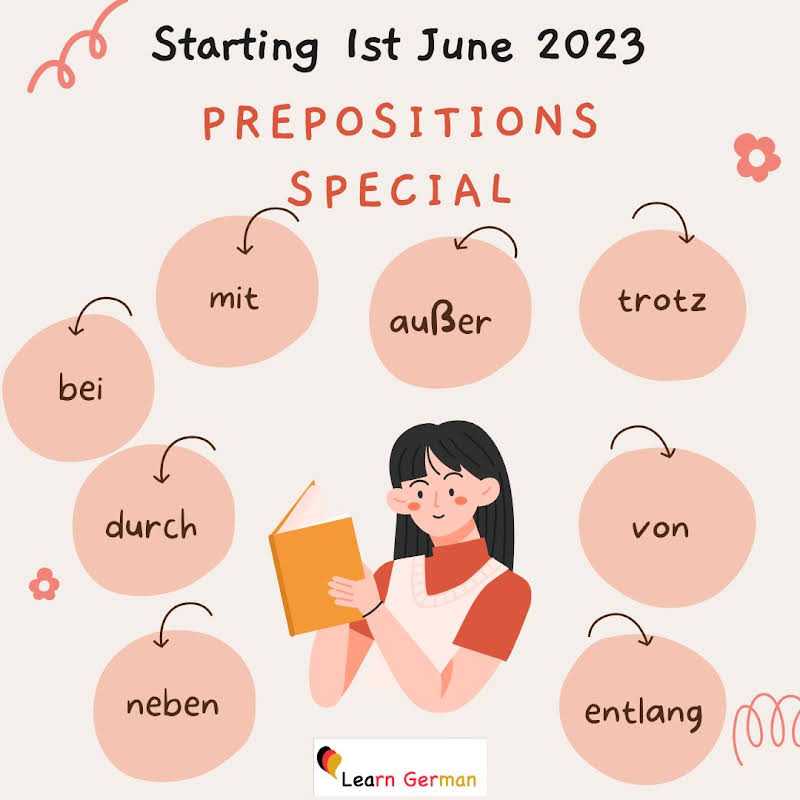 Starting 1st June 2023
PREPOSITIONS
SPECIAL
mit
außer
trotz
bei
durch
von
neben
entlang
Learn German